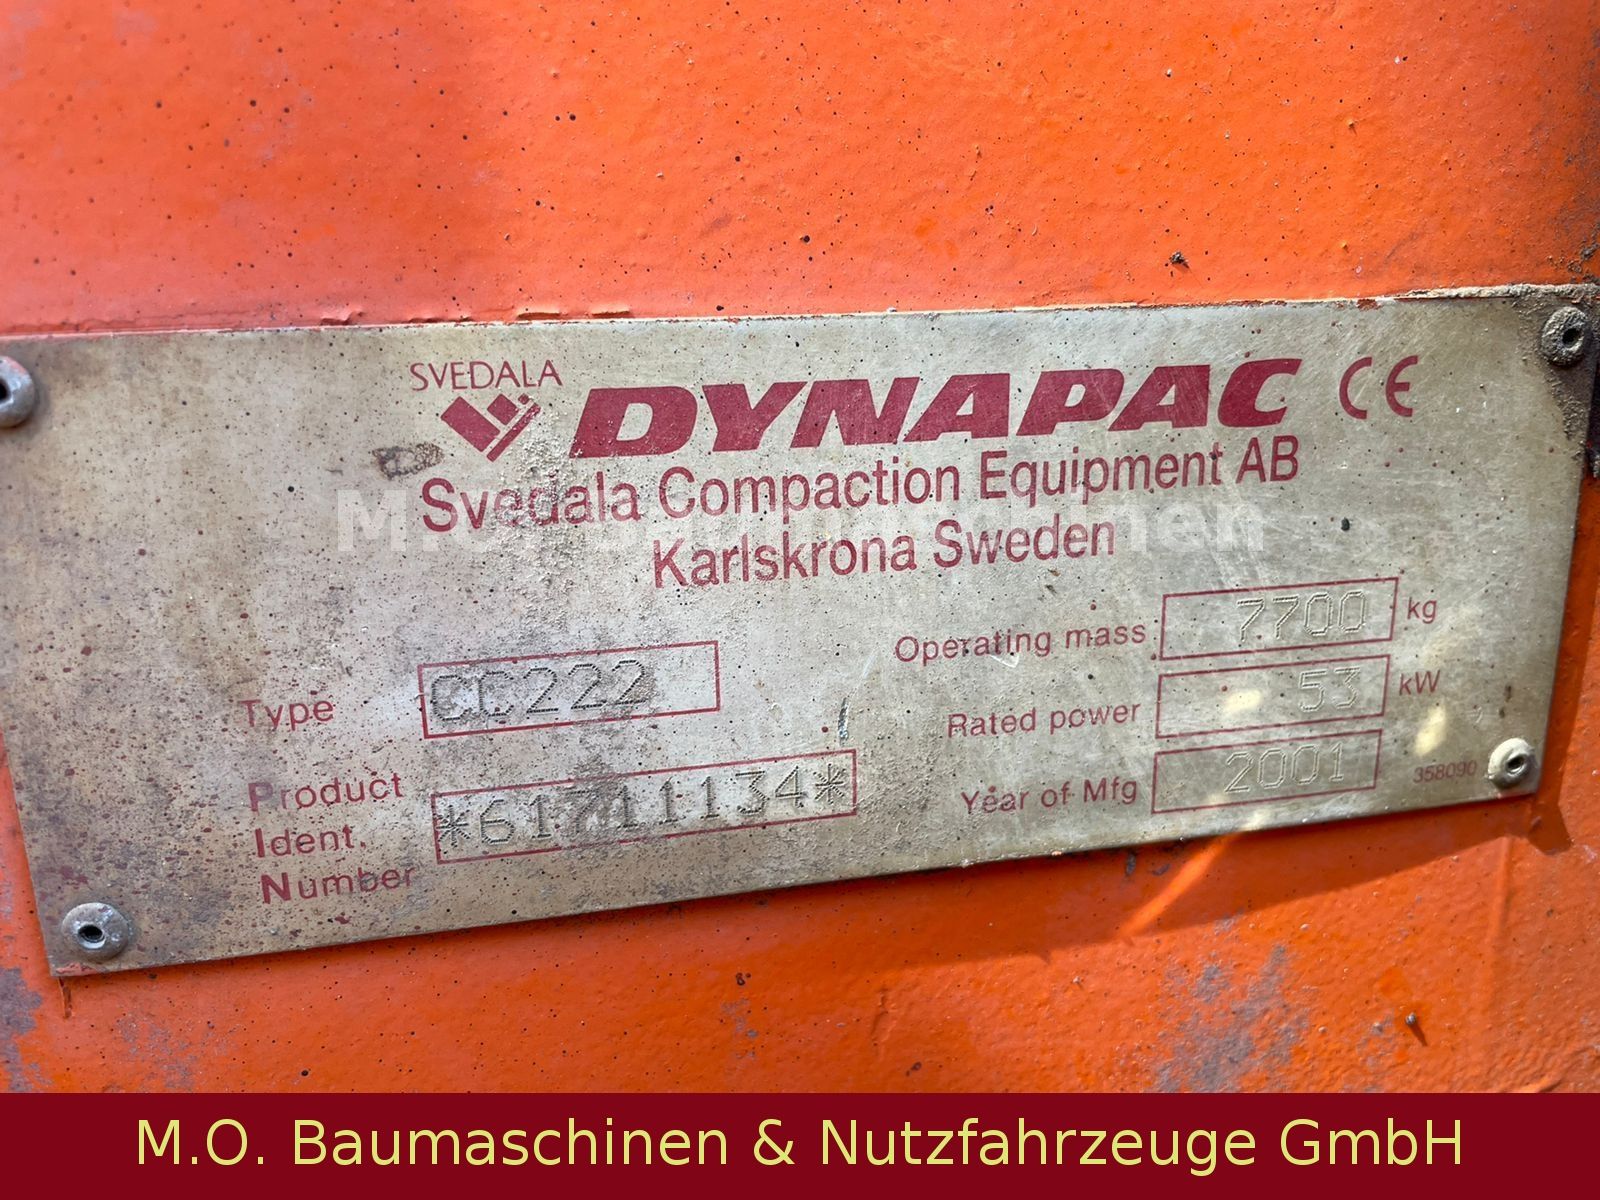 SVEDALA
DYNAPAC CE
Svedala Compaction Equipment AB
Karlskrona Sweden
M.O. Baumaschinen
Type CC222
Product
Ident.
Number
*61711134*
Operating mass 7700 kg
Rated power 53 kW
Year of Mfg 2001
358090
M.O. Baumaschinen & Nutzfahrzeuge GmbH